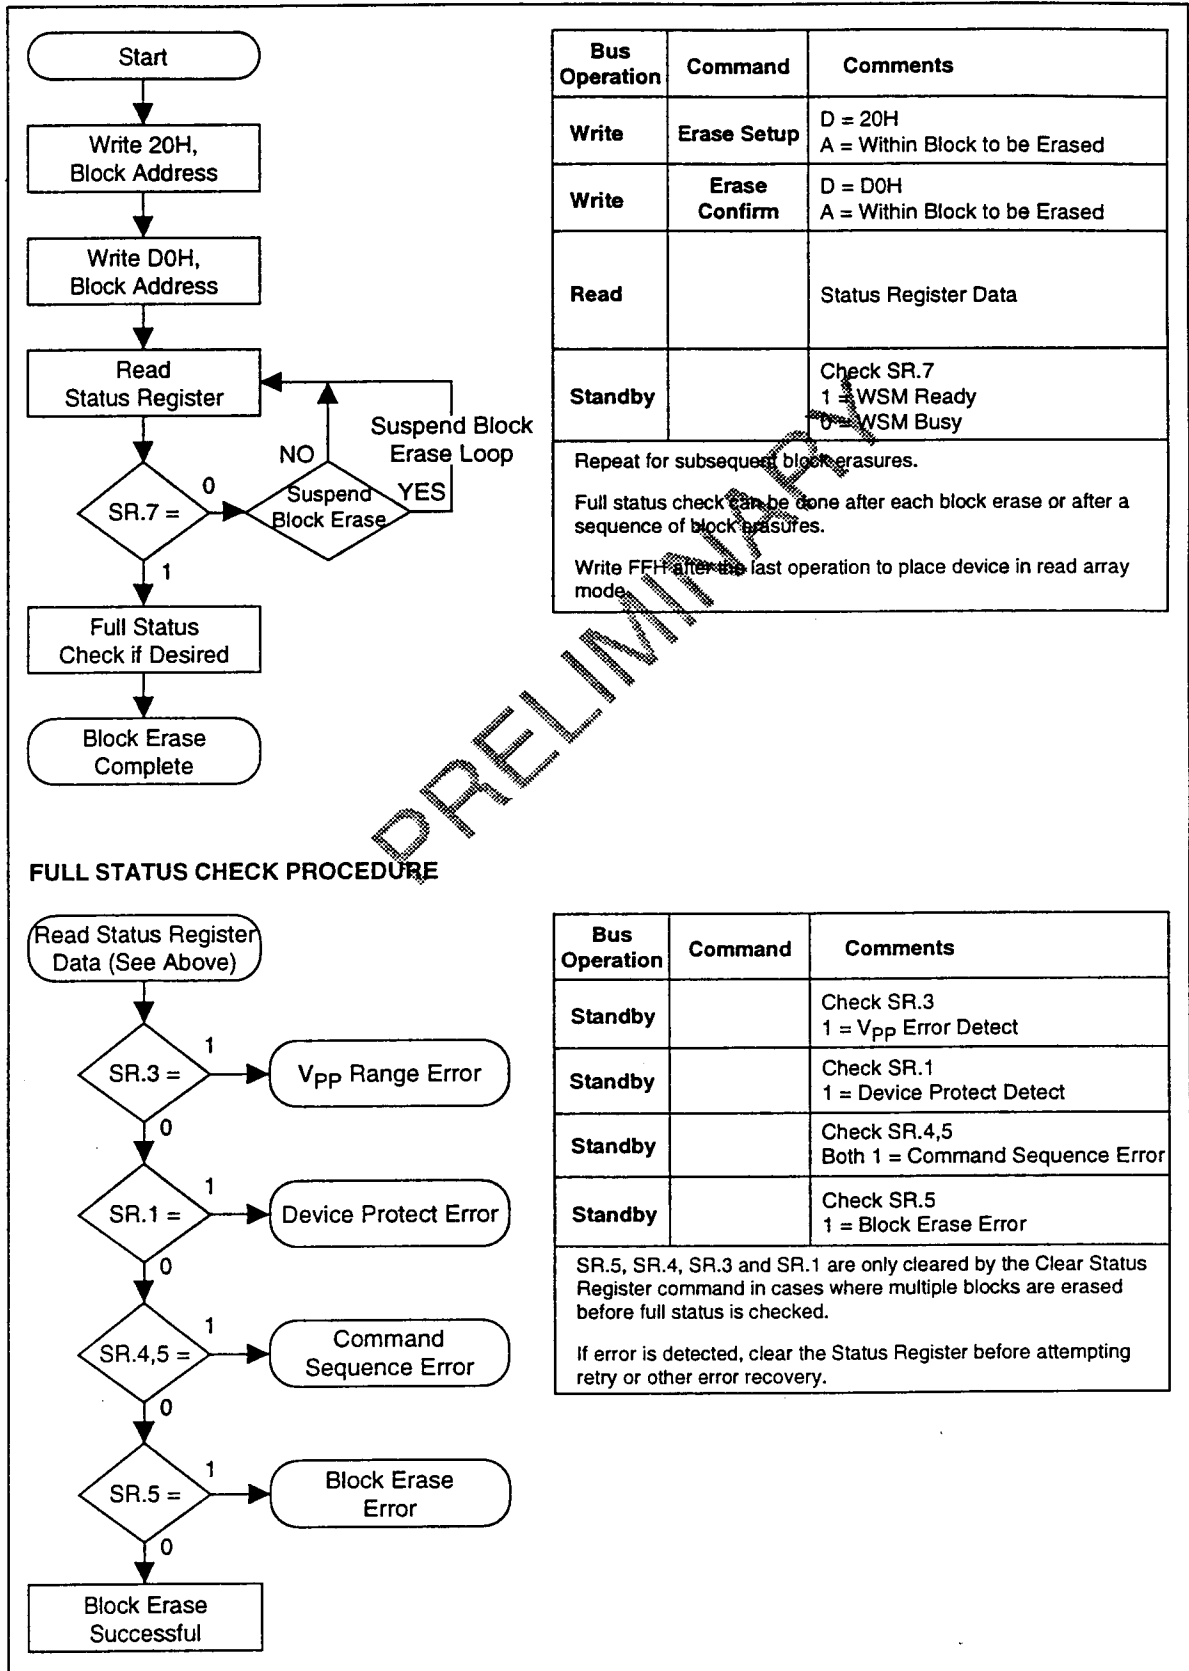 Start
Write 20H,
Block Address
Write D0H,
Block Address
Read
Status Register
SR.7 =
0
1
Suspend
Block Erase
NO
YES
Suspend Block
Erase Loop
Full Status
Check if Desired
Block Erase
Complete
Bus Operation Command Comments
Write Erase Setup D = 20H
A = Within Block to be Erased
Write Erase Confirm D = D0H
A = Within Block to be Erased
Read Status Register Data
Standby Check SR.7
1 = WSM Ready
0 = WSM Busy
Repeat for subsequent block erasures.
Full status check can be done after each block erase or after a
sequence of block erasures.
Write FFH after the last operation to place device in read array
mode.
PRELIMINARY
FULL STATUS CHECK PROCEDURE
Read Status Register
Data (See Above)
SR.3 =
1
VPP Range Error
0
SR.1 =
1
Device Protect Error
0
SR.4,5 =
1
Command
Sequence Error
0
SR.5 =
1
Block Erase
Error
0
Block Erase
Successful
Bus Operation Command Comments
Standby Check SR.3
1 = VPP Error Detect
Standby Check SR.1
1 = Device Protect Detect
Standby Check SR.4,5
Both 1 = Command Sequence Error
Standby Check SR.5
1 = Block Erase Error
SR.5, SR.4, SR.3 and SR.1 are only cleared by the Clear Status
Register command in cases where multiple blocks are erased
before full status is checked.
If error is detected, clear the Status Register before attempting
retry or other error recovery.